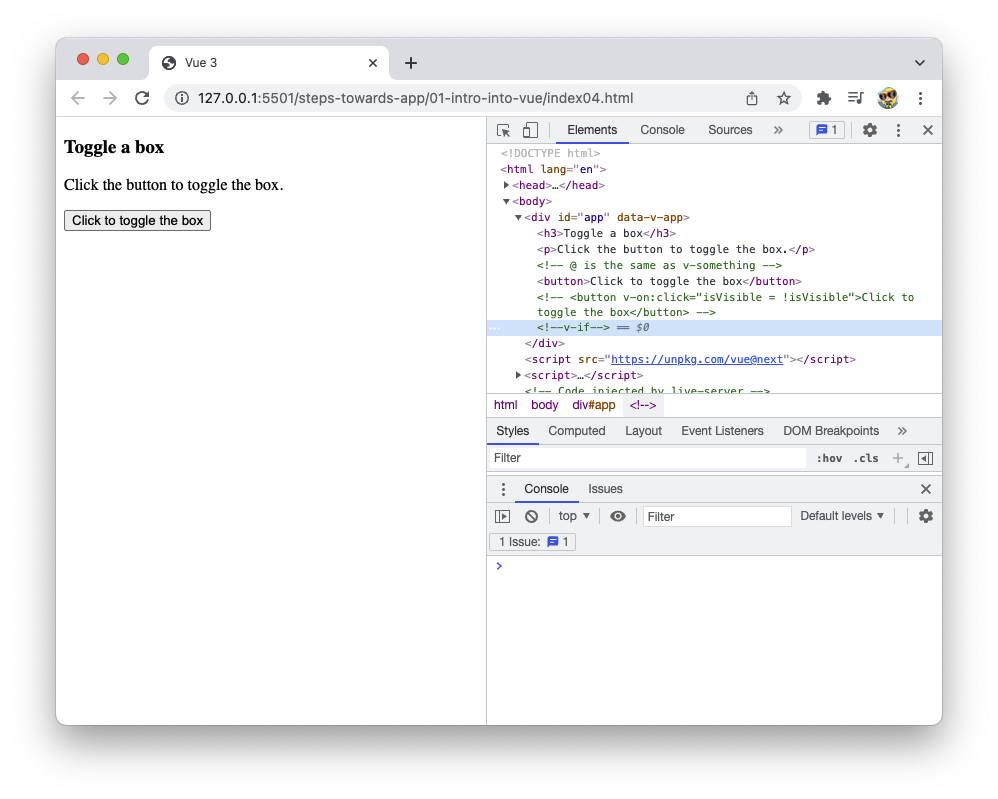 Vue 3
127.0.0.1:5501/steps-towards-app/01-intro-into-vue/index04.html
Toggle a box
Click the button to toggle the box.
Click to toggle the box
Elements Console Sources » 1
<!DOCTYPE html>
<html lang="en">
<head>…</head>
<body>
<div id="app" data-v-app>
<h3>Toggle a box</h3>
<p>Click the button to toggle the box.</p>
<!-- @ is the same as v-something -->
<button>Click to toggle the box</button>
<!-- <button v-on:click="isVisible = !isVisible">Click to
toggle the box</button> -->
<!--v-if--> == $0
</div>
<script src="https://unpkg.com/vue@next"></script>
<script>…</script>
<!-- Code injected by live-server -->
html body div#app <!-->
Styles Computed Layout Event Listeners DOM Breakpoints »
Filter :hov .cls +
Console Issues
top Filter Default levels
1 Issue: 1